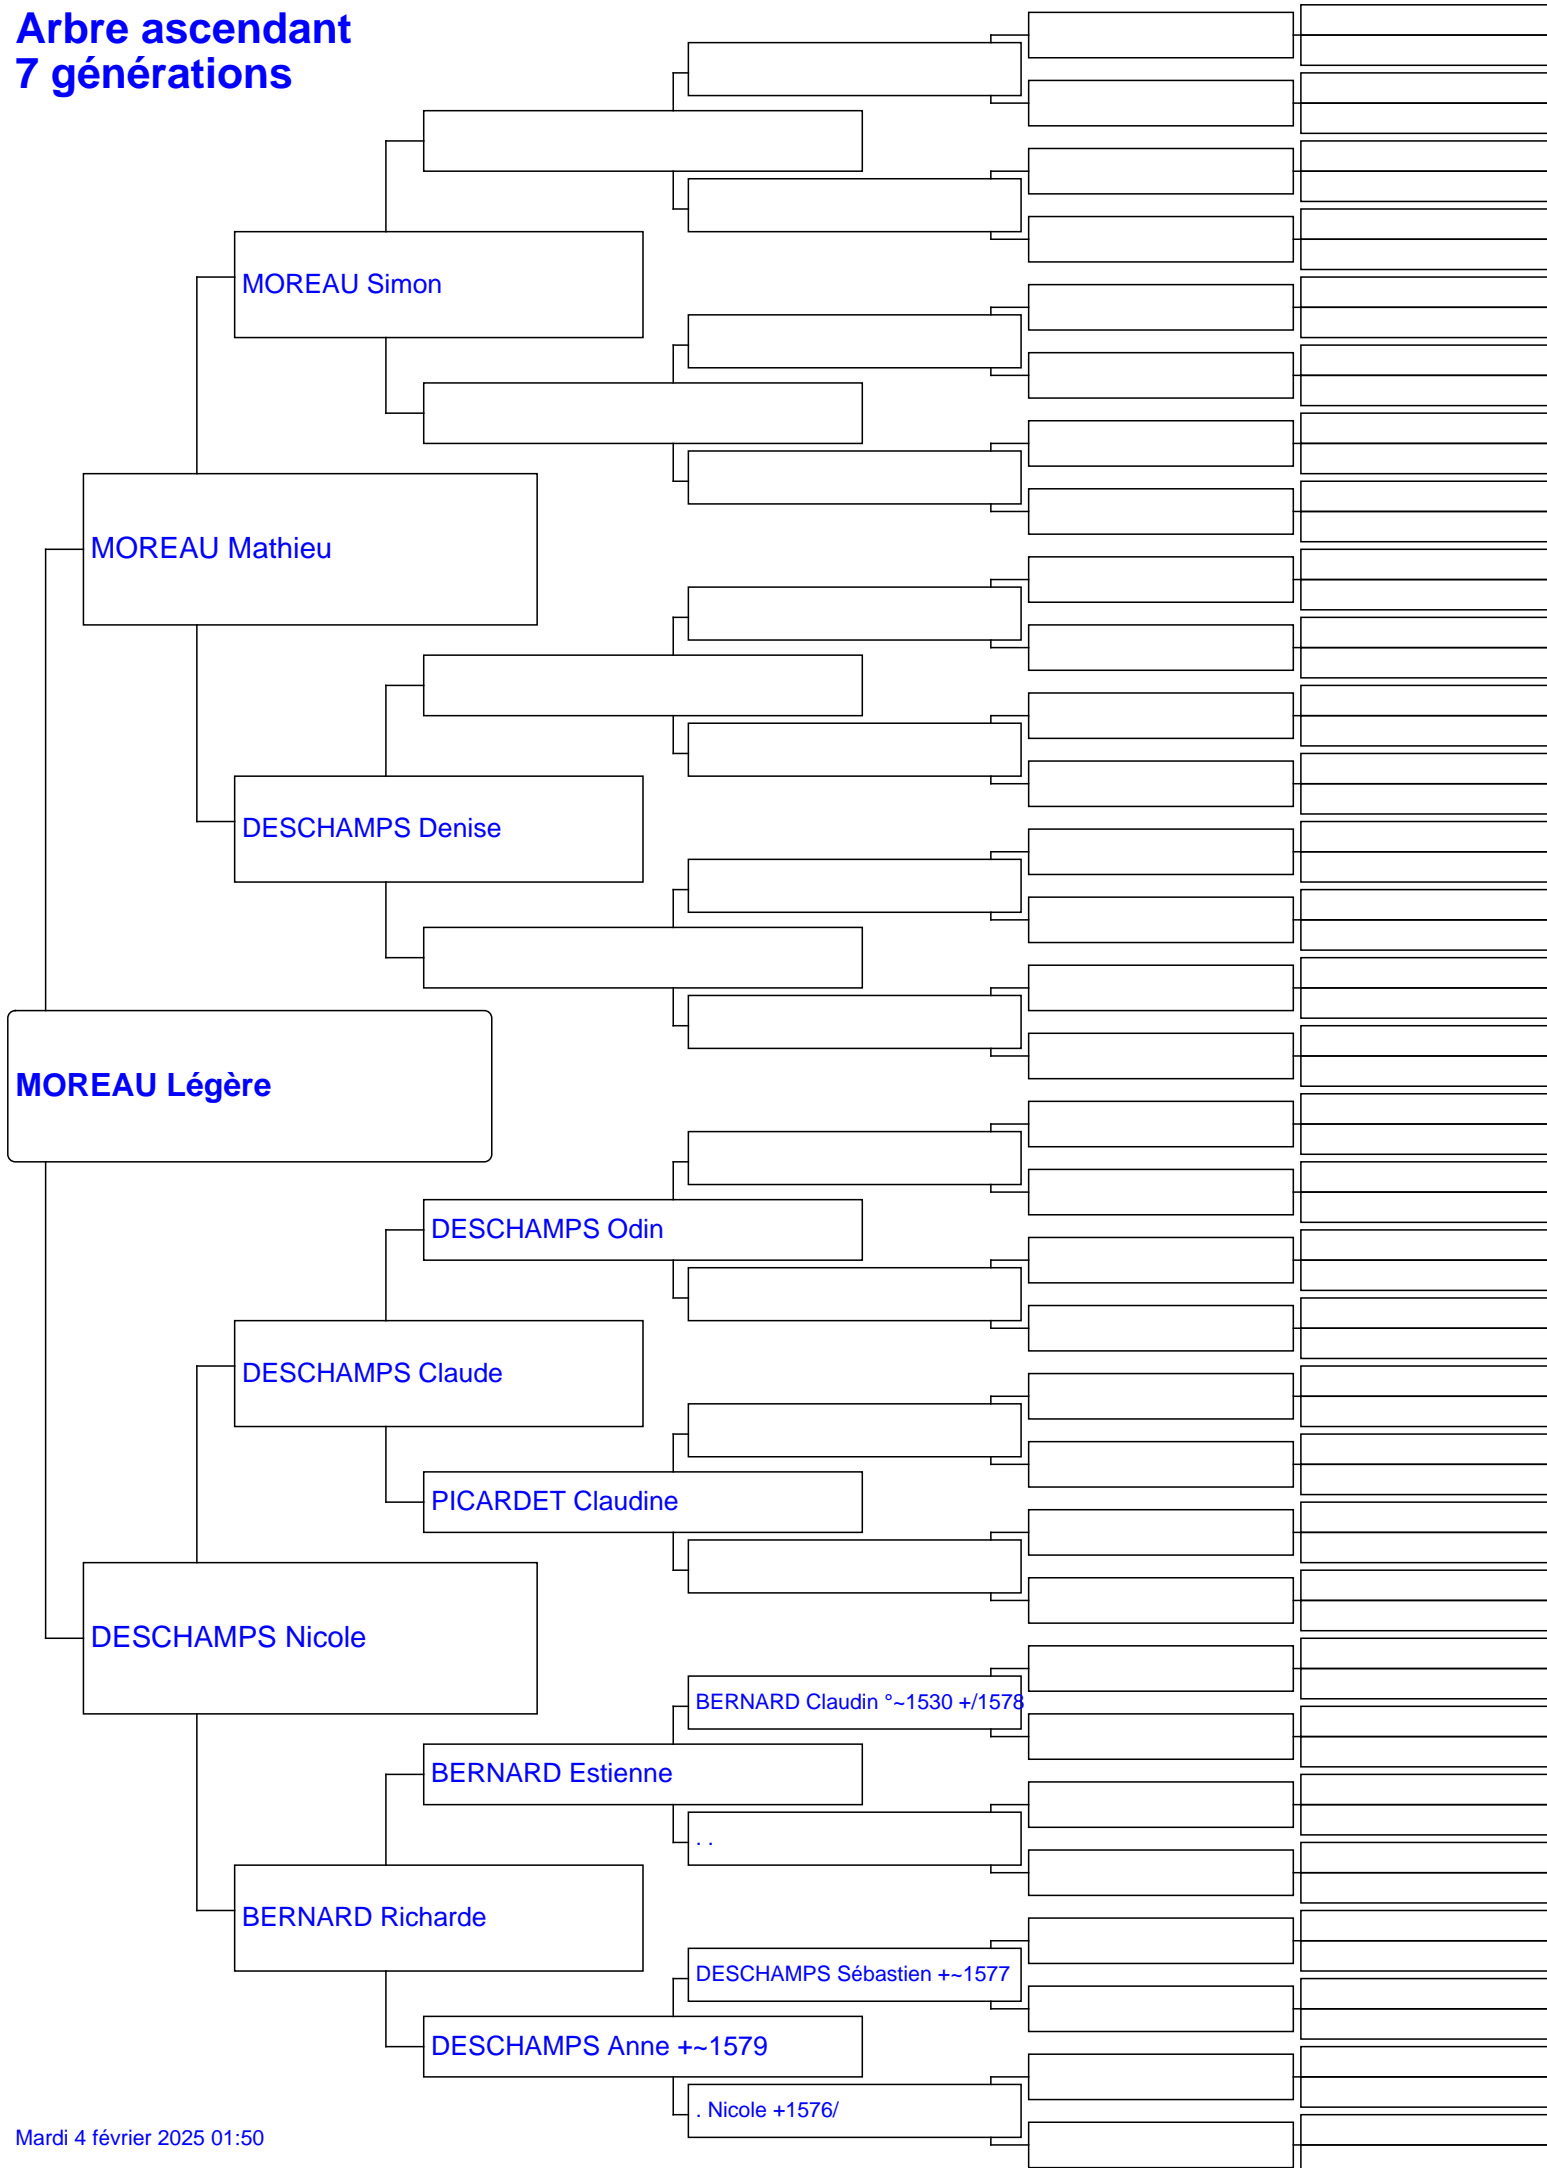 Arbre ascendant
7 générations
MOREAU Simon
MOREAU Mathieu
DESCHAMPS Denise
MOREAU Légère
DESCHAMPS Odin
DESCHAMPS Claude
PICARDET Claudine
DESCHAMPS Nicole
BERNARD Claudin °~1530 +/1578
BERNARD Estienne
. .
BERNARD Richarde
DESCHAMPS Sébastien +~1577
DESCHAMPS Anne +~1579
. Nicole +1576/
Mardi 4 février 2025 01:50